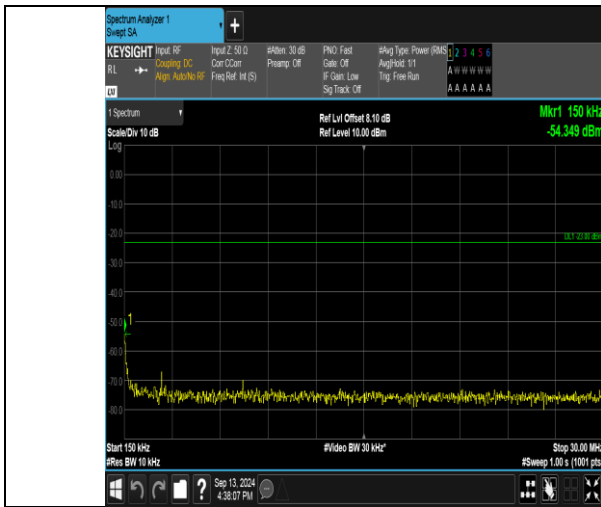 Spectrum Analyzer 1
Swept SA
KEYSIGHT Input: RF Input Z: 50 Ω #Atten: 30 dB PNO: Fast #Avg Type: Power (RMS 1 2 3 4 5 6
RL Coupling: DC Corr CCorr Preamp: Off Gate: Off Avg|Hold: 1/1 A W W W W W
Align: Auto/No RF Freq Ref: Int (S) IF Gain: Low Trig: Free Run
LXI Sig Track: Off A A A A A A
1 Spectrum Ref Lvl Offset 8.10 dB Mkr1 150 kHz
Scale/Div 10 dB Ref Level 10.00 dBm -54.349 dBm
Log
0.00
-10.0
-20.0
DL1 -23.00 dBm
-30.0
-40.0
-50.0
1
-60.0
-70.0
-80.0
Start 150 kHz #Video BW 30 kHz* Stop 30.00 MHz
#Res BW 10 kHz #Sweep 1.00 s (1001 pts
? Sep 13, 2024
4:38:07 PM